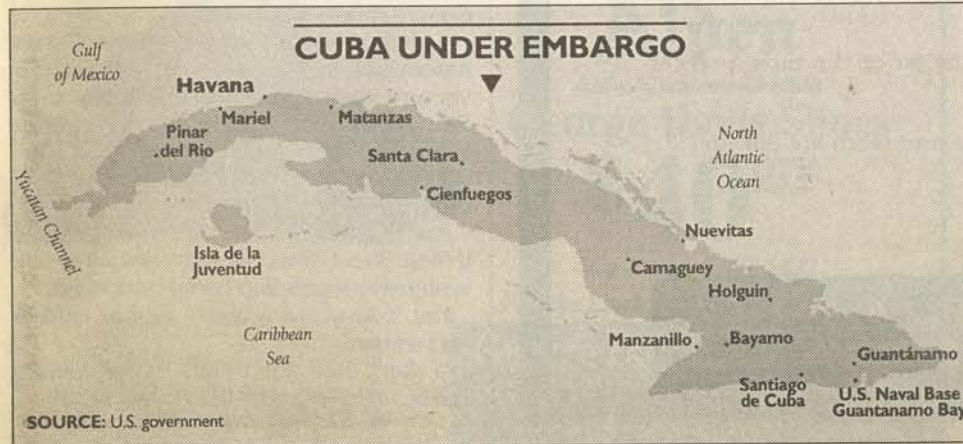 CUBA UNDER EMBARGO
Gulf
of Mexico
Havana
Mariel
Matanzas
Pinar
del Rio
Santa Clara
Cienfuegos
North
Atlantic
Ocean
Yucatan Channel
Isla de la
Juventud
Nuevitas
Camaguey
Holguin
Caribbean
Sea
Manzanillo
Bayamo
Guantánamo
Santiago
de Cuba
U.S. Naval Base
Guantanamo Bay
SOURCE: U.S. government